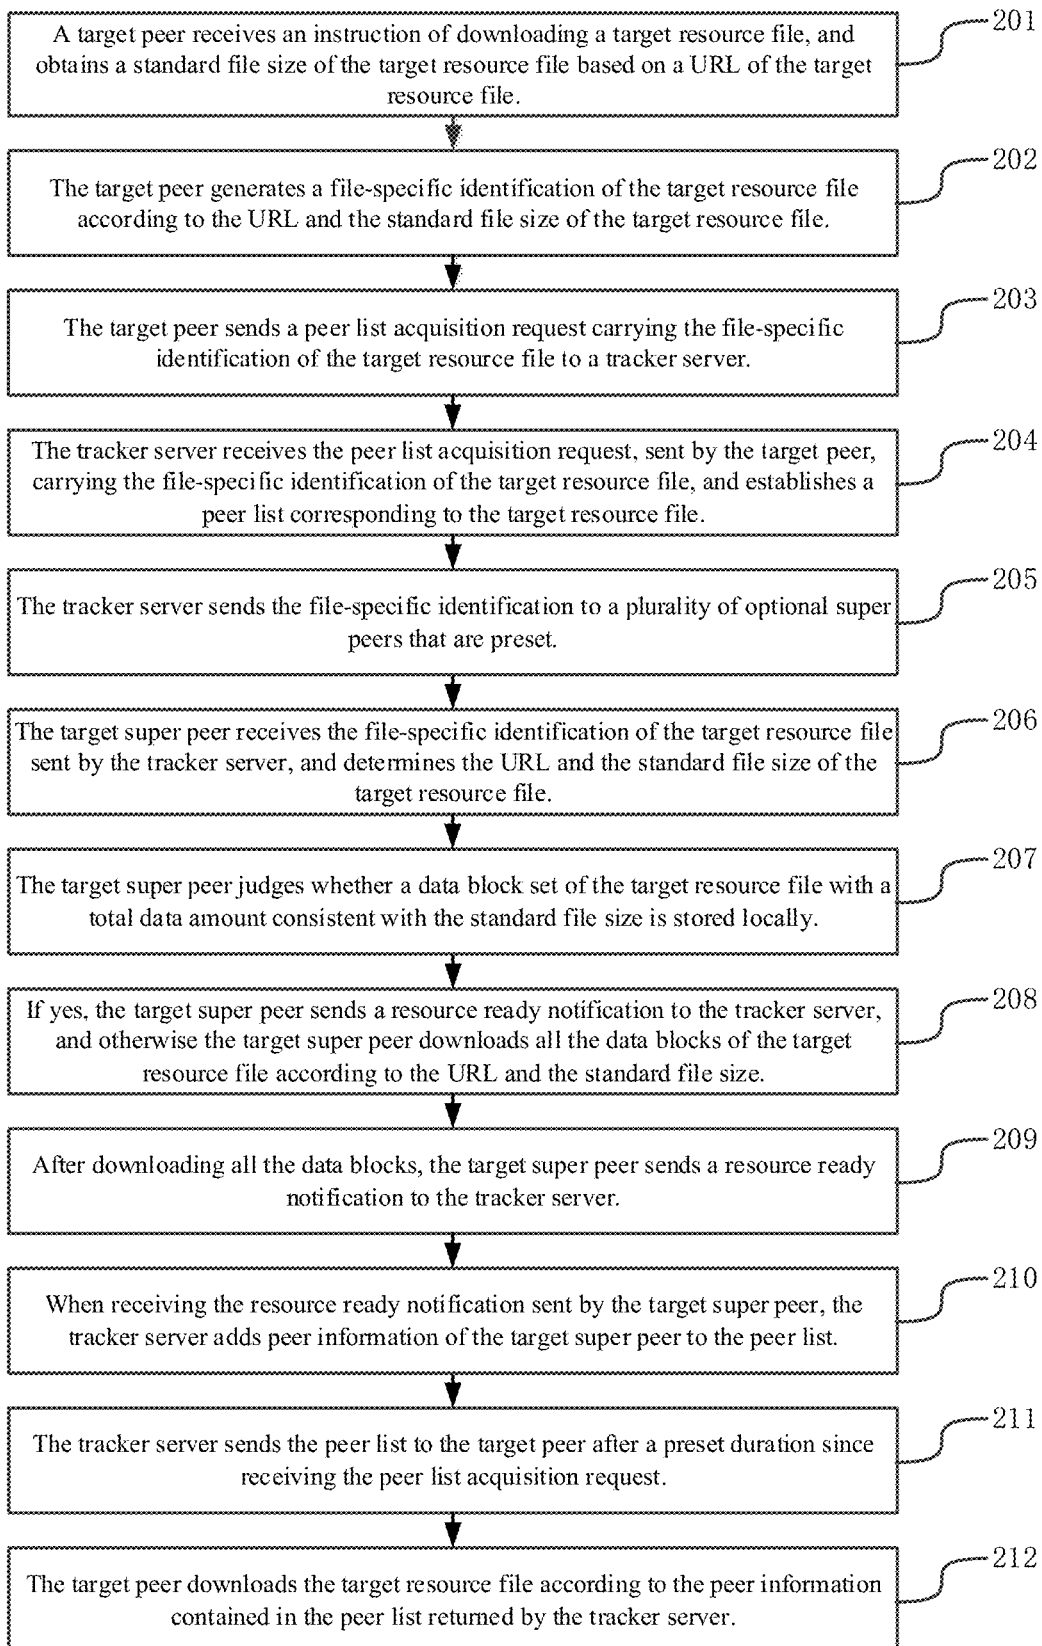 A target peer receives an instruction of downloading a target resource file, and
obtains a standard file size of the target resource file based on a URL of the target
resource file.
201
The target peer generates a file-specific identification of the target resource file
according to the URL and the standard file size of the target resource file.
202
The target peer sends a peer list acquisition request carrying the file-specific
identification of the target resource file to a tracker server.
203
The tracker server receives the peer list acquisition request, sent by the target peer,
carrying the file-specific identification of the target resource file, and establishes a
peer list corresponding to the target resource file.
204
The tracker server sends the file-specific identification to a plurality of optional super
peers that are preset.
205
The target super peer receives the file-specific identification of the target resource file
sent by the tracker server, and determines the URL and the standard file size of the
target resource file.
206
The target super peer judges whether a data block set of the target resource file with a
total data amount consistent with the standard file size is stored locally.
207
If yes, the target super peer sends a resource ready notification to the tracker server,
and otherwise the target super peer downloads all the data blocks of the target
resource file according to the URL and the standard file size.
208
After downloading all the data blocks, the target super peer sends a resource ready
notification to the tracker server.
209
When receiving the resource ready notification sent by the target super peer, the
tracker server adds peer information of the target super peer to the peer list.
210
The tracker server sends the peer list to the target peer after a preset duration since
receiving the peer list acquisition request.
211
The target peer downloads the target resource file according to the peer information
contained in the peer list returned by the tracker server.
212